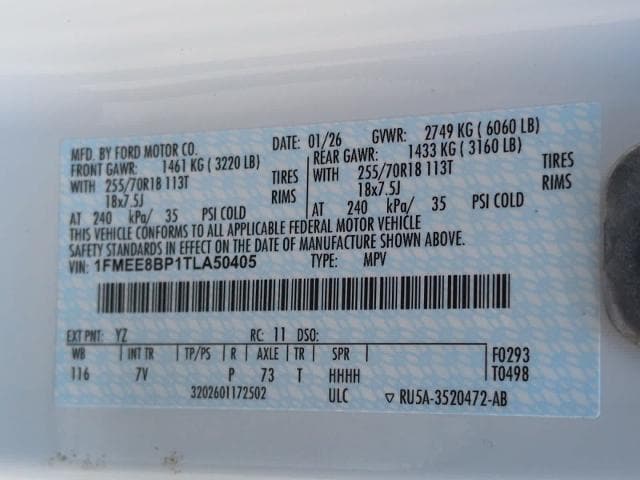 MFD. BY FORD MOTOR CO. DATE: 01/26 GVWR: 2749 KG ( 6060 LB)
FRONT GAWR: 1461 KG ( 3220 LB) REAR GAWR: 1433 KG ( 3160 LB)
WITH 255/70R18 113T TIRES WITH 255/70R18 113T TIRES
18x7.5J RIMS 18x7.5J RIMS
AT 240 kPa/ 35 PSI COLD AT 240 kPa/ 35 PSI COLD
THIS VEHICLE CONFORMS TO ALL APPLICABLE FEDERAL MOTOR VEHICLE
SAFETY STANDARDS IN EFFECT ON THE DATE OF MANUFACTURE SHOWN ABOVE.
VIN: 1FMEE8BP1TLA50405 TYPE: MPV
EXT PNT: YZ RC: 11 DSO:
WB INT TR TP/PS R AXLE TR SPR F0293
116 7V P 73 T HHHH T0498
3202601172502 ULC ▽ RU5A-3520472-AB